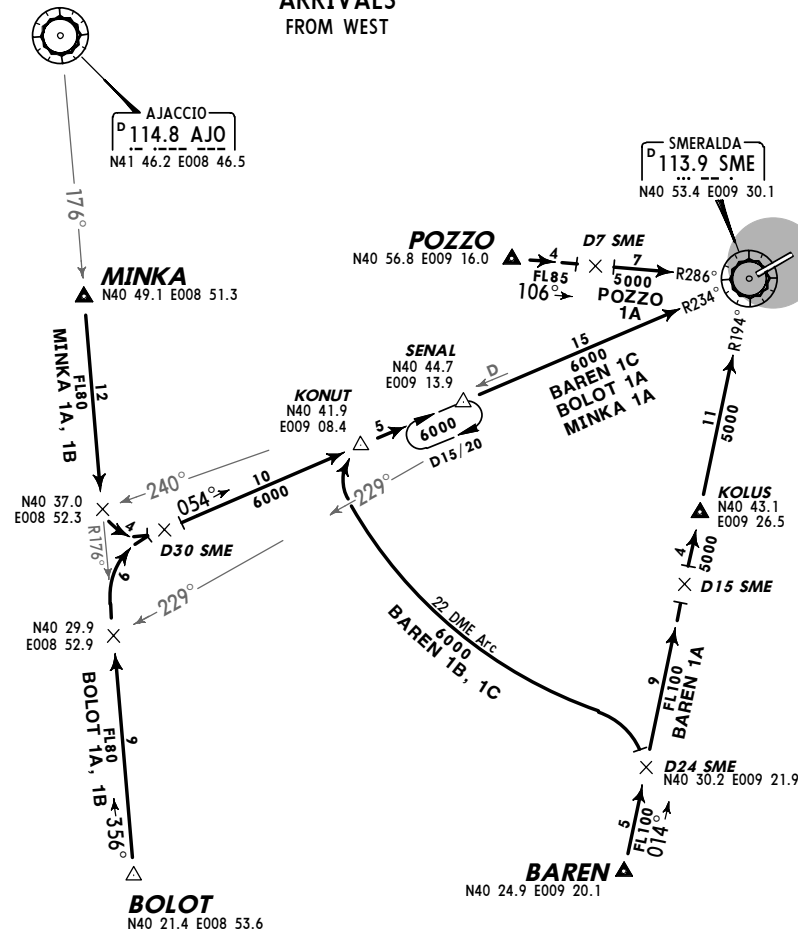 ARRIVALS
FROM WEST
AJACCIO
D 114.8 AJO
N41 46.2 E008 46.5
SMERALDA
D 113.9 SME
N40 53.4 E009 30.1
176°
POZZO
N40 56.8 E009 16.0
D7 SME
4
FL85
106°
7
5000
POZZO
1A
R286°
R234°
R194°
MINKA
N40 49.1 E008 51.3
12
FL80
MINKA 1A, 1B
SENAL
N40 44.7
E009 13.9
D
15
6000
BAREN 1C
BOLOT 1A
MINKA 1A
KONUT
N40 41.9
E009 08.4
5
6000
D15/20
11
5000
240°
054°
10
6000
229°
KOLUS
N40 43.1
E009 26.5
N40 37.0
E008 52.3
R176°
4
D30 SME
9
229°
4
5000
D15 SME
N40 29.9
E008 52.9
22 DME Arc
6000
BAREN 1B, 1C
9
FL100
BAREN 1A
9
FL80
BOLOT 1A, 1B
356°
D24 SME
N40 30.2 E009 21.9
5
FL100
014°
BAREN
N40 24.9 E009 20.1
BOLOT
N40 21.4 E008 53.6